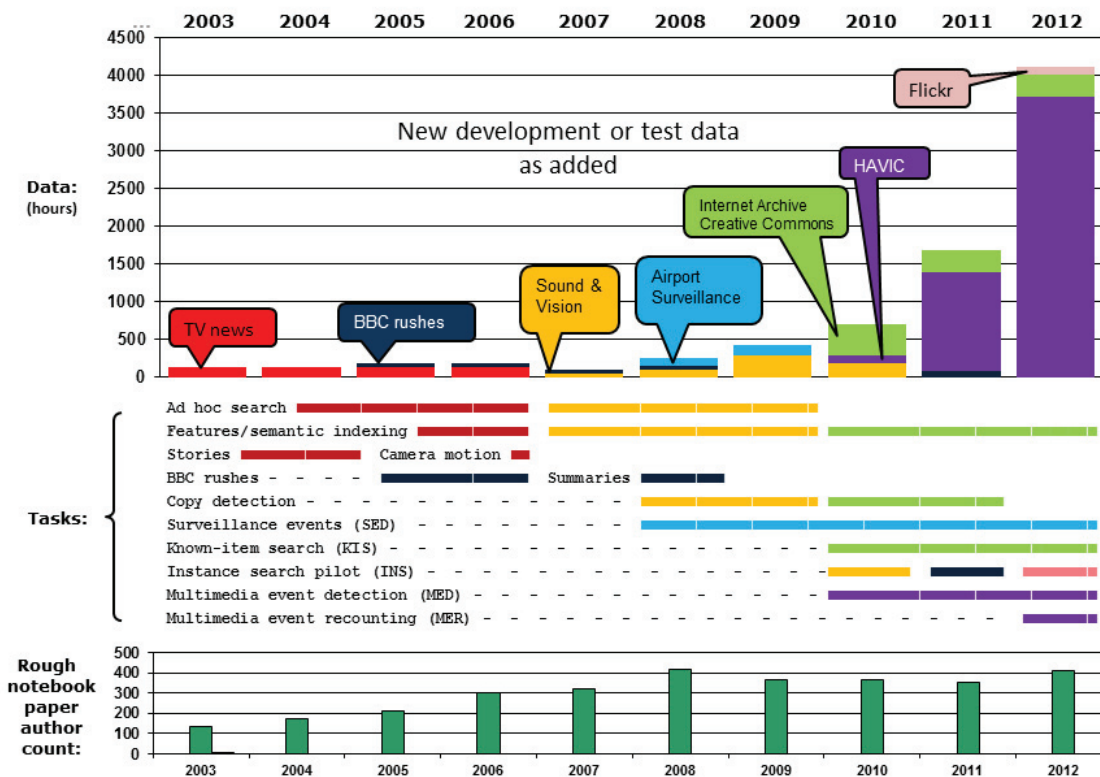 ... 2003 2004 2005 2006 2007 2008 2009 2010 2011 2012
4500
4000
3500
3000
2500
2000
1500
1000
500
0
Data:
(hours)
New development or test data
as added
Flickr
HAVIC
Internet Archive
Creative Commons
Airport
Surveillance
Sound &
Vision
BBC rushes
TV news
Tasks:
Ad hoc search
Features/semantic indexing
Stories Camera motion
BBC rushes - - - - - Summaries
Copy detection
Surveillance events (SED)
Known-item search (KIS)
Instance search pilot (INS)
Multimedia event detection (MED)
Multimedia event recounting (MER)
Rough
notebook
paper
author
count:
500
400
300
200
100
0
2003 2004 2005 2006 2007 2008 2009 2010 2011 2012